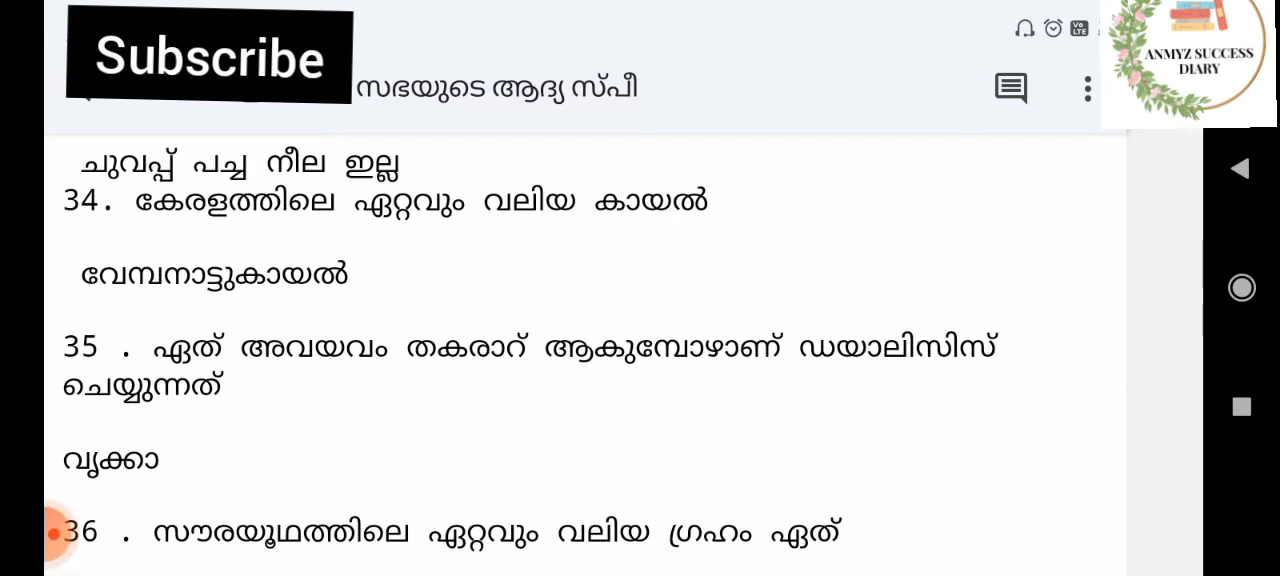 Subscribe
സഭയുടെ ആദ്യ സ്പീ
ANMYZ SUCCESS
DIARY
ചുവപ്പ് പച്ച നീല ഇല്ല
34. കേരളത്തിലെ ഏറ്റവും വലിയ കായൽ
വേമ്പനാട്ടുകായൽ
35 . ഏത് അവയവം തകരാറ് ആകുമ്പോഴാണ് ഡയാലിസിസ്
ചെയ്യുന്നത്
വൃക്കാ
36 . സൗരയൂഥത്തിലെ ഏറ്റവും വലിയ ഗ്രഹം ഏത്